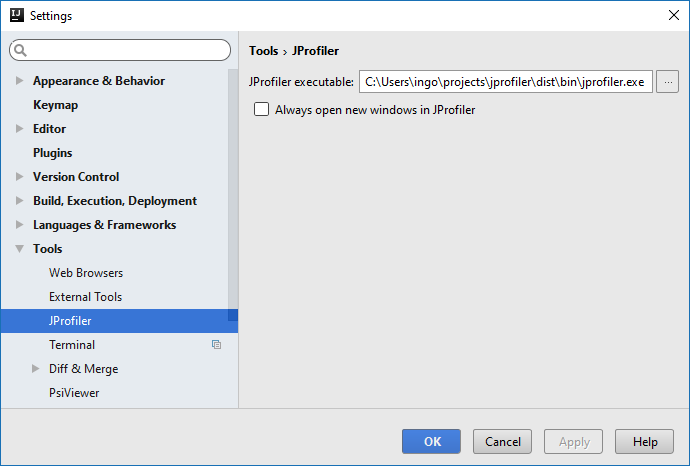 IJ Settings
Tools › JProfiler
JProfiler executable: C:\Users\ingo\projects\jprofiler\dist\bin\jprofiler.exe ...
Always open new windows in JProfiler
Appearance & Behavior
Keymap
Editor
Plugins
Version Control
Build, Execution, Deployment
Languages & Frameworks
Tools
Web Browsers
External Tools
JProfiler
Terminal
Diff & Merge
PsiViewer
OK Cancel Apply Help